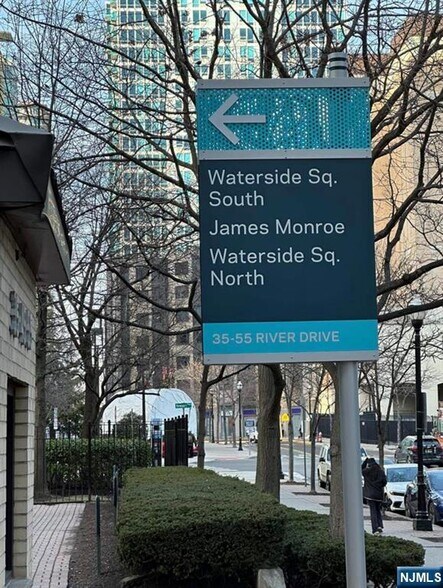 Waterside Sq.
South
James Monroe
Waterside Sq.
North
35-55 RIVER DRIVE
NJMLS